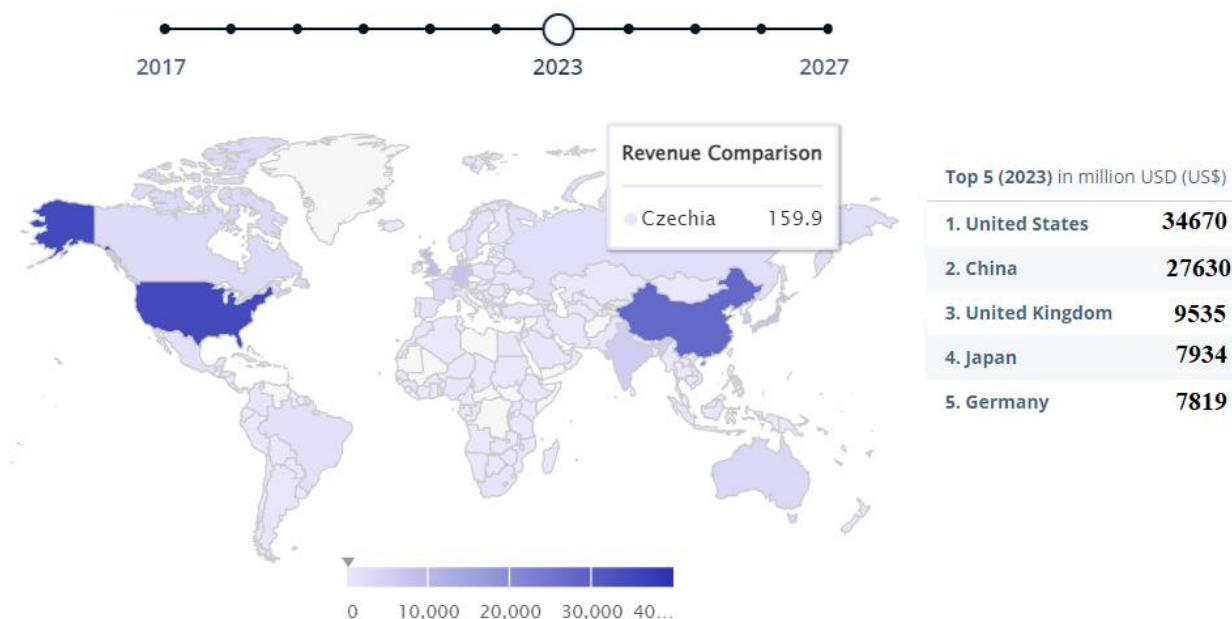 2017 2023 2027
Revenue Comparison
Czechia 159.9
Top 5 (2023) in million USD (US$)
1. United States 34670
2. China 27630
3. United Kingdom 9535
4. Japan 7934
5. Germany 7819
0 10,000 20,000 30,000 40...